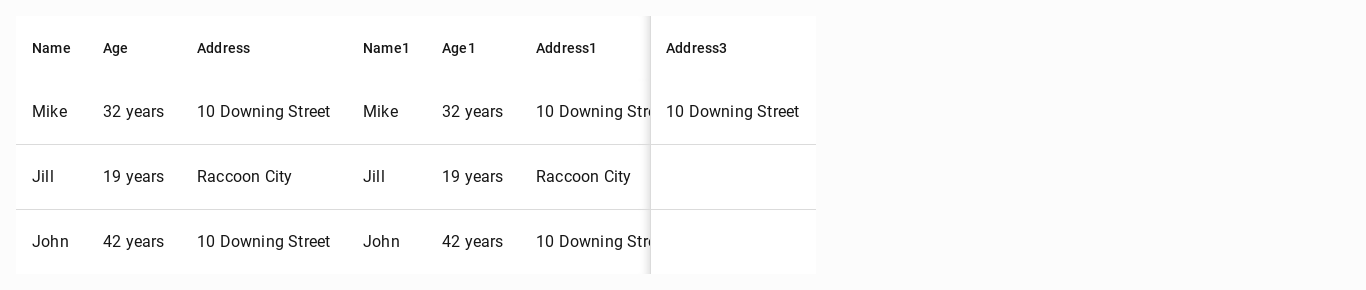 Name Age Address Name1 Age1 Address1 Address3
Mike 32 years 10 Downing Street Mike 32 years 10 Downing Str 10 Downing Street
Jill 19 years Raccoon City Jill 19 years Raccoon City
John 42 years 10 Downing Street John 42 years 10 Downing Str